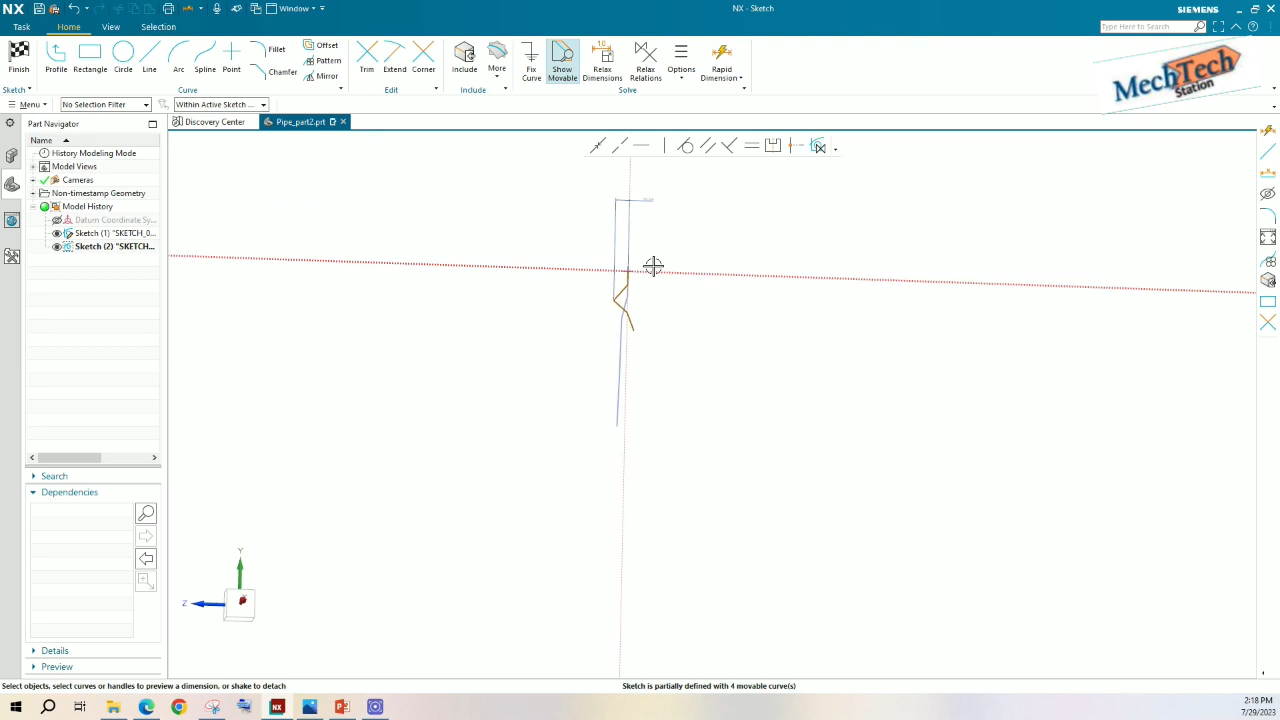 NX
Window
NX - Sketch
SIEMENS
Task
Home
View
Selection
Type Here to Search
Finish
Profile
Rectangle
Circle
Line
Arc
Spline
Point
Fillet
Chamfer
Offset
Pattern
Mirror
Trim
Extend
Corner
Include
More
Fix
Curve
Show
Movable
Relax
Dimensions
Relax
Relations
Options
Rapid
Dimension
Sketch
Curve
Edit
Include
Solve
MechTech
Station
Menu
No Selection Filter
Within Active Sketch ...
Part Navigator
Discovery Center
Pipe_part2.prt
Name
History Modeling Mode
Model Views
Cameras
Non-timestamp Geometry
Model History
Datum Coordinate Sy...
Sketch (1) "SKETCH_0...
Sketch (2) "SKETCH...
Search
Dependencies
Details
Preview
Y
Z
Select objects, select curves or handles to preview a dimension, or shake to detach
Sketch is partially defined with 4 movable curve(s)
NX
2:18 PM
7/29/2023